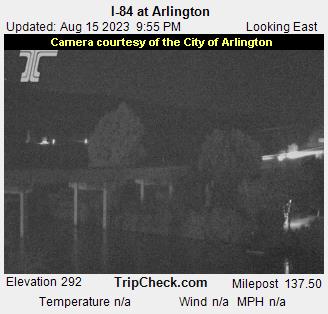 I-84 at Arlington
Updated: Aug 15 2023 9:55 PM Looking East
Camera courtesy of the City of Arlington
Elevation 292 TripCheck.com Milepost 137.50
Temperature n/a Wind n/a MPH n/a